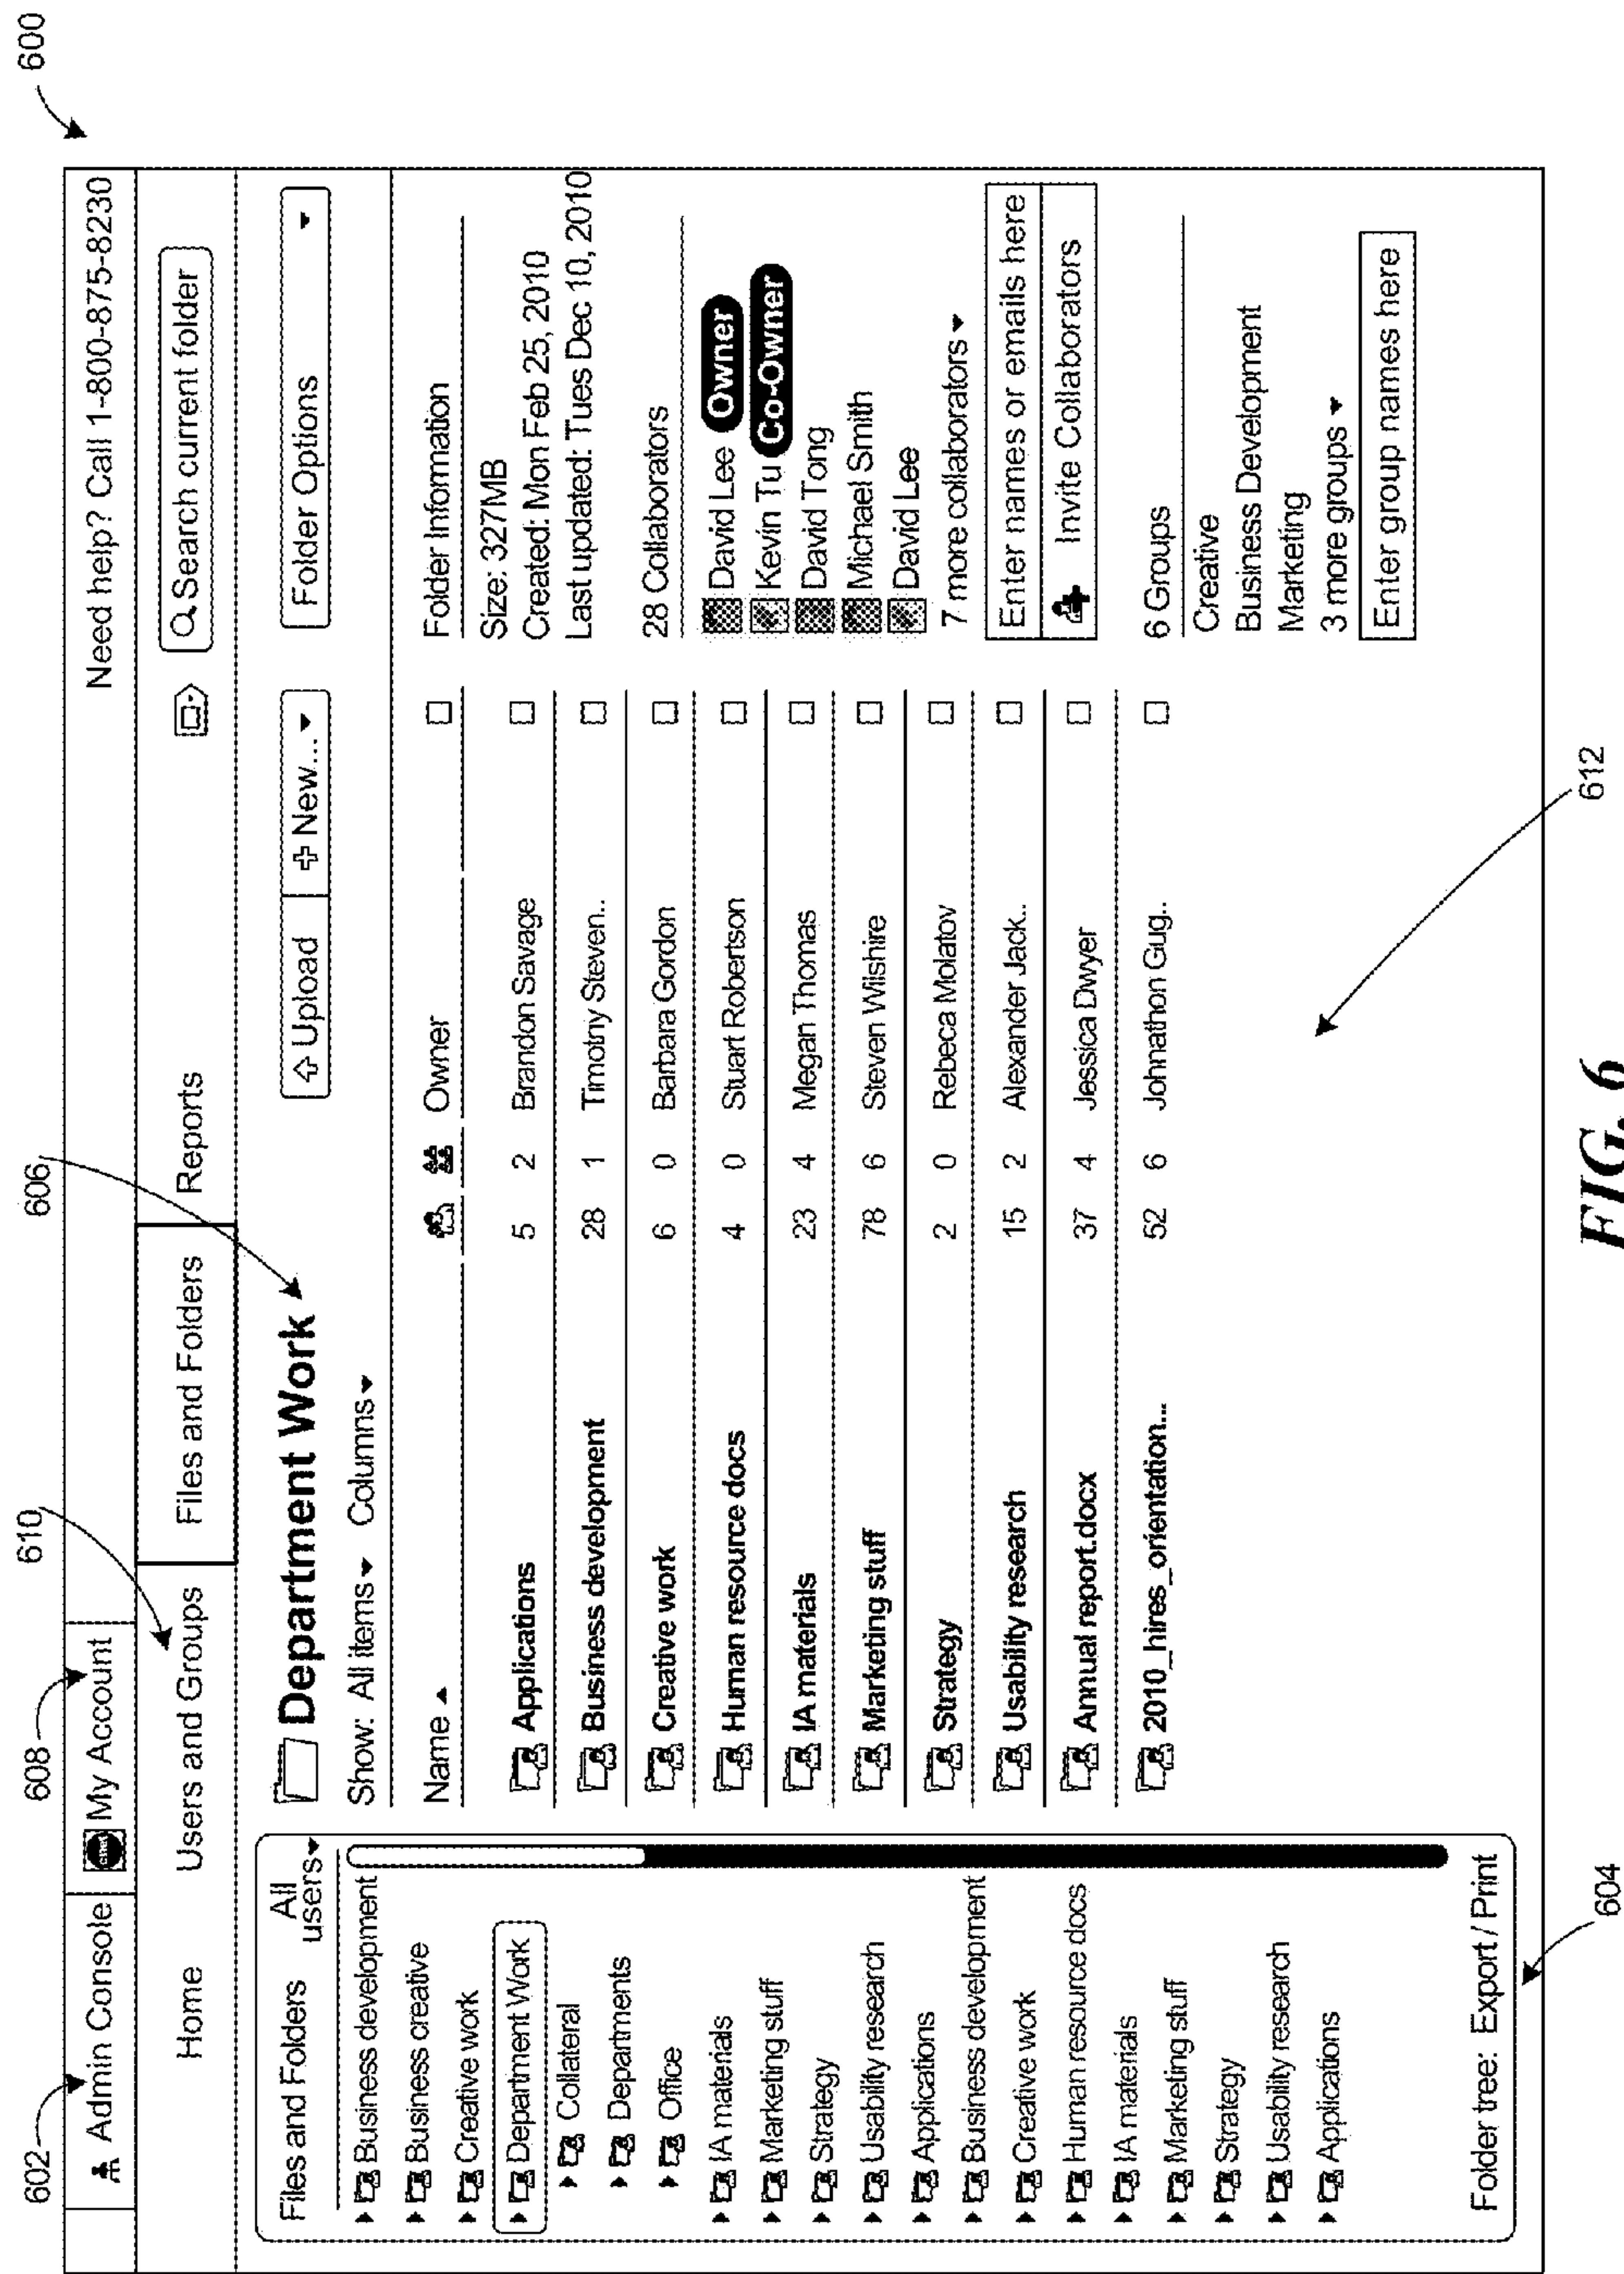 600
602
608
610
606
Admin Console
My Account
Need help? Call 1-800-875-8230
Home
Users and Groups
Files and Folders
Reports
Search current folder
Files and Folders
All users
Business development
Business creative
Creative work
Department Work
Collateral
Departments
Office
IA materials
Marketing stuff
Strategy
Usability research
Applications
Business development
Creative work
Human resource docs
IA materials
Marketing stuff
Strategy
Usability research
Applications
Folder tree: Export / Print
604
Department Work
Upload
New...
Folder Options
Show: All items Columns
Name Owner
Applications 5 2 Brandon Savage
Business development 28 1 Timothy Steven..
Creative work 6 0 Barbara Gordon
Human resource docs 4 0 Stuart Robertson
IA materials 23 4 Megan Thomas
Marketing stuff 78 6 Steven Wilshire
Strategy 2 0 Rebeca Molatov
Usability research 15 2 Alexander Jack..
Annual report.docx 37 4 Jessica Dwyer
2010_hires_orientation... 52 6 Johnathon Gug..
Folder Information
Size: 327MB
Created: Mon Feb 25, 2010
Last updated: Tues Dec 10, 2010
28 Collaborators
David Lee Owner
Kevin Tu Co-Owner
David Tong
Michael Smith
David Lee
7 more collaborators
Enter names or emails here
Invite Collaborators
6 Groups
Creative
Business Development
Marketing
3 more groups
Enter group names here
612
FIG. 6